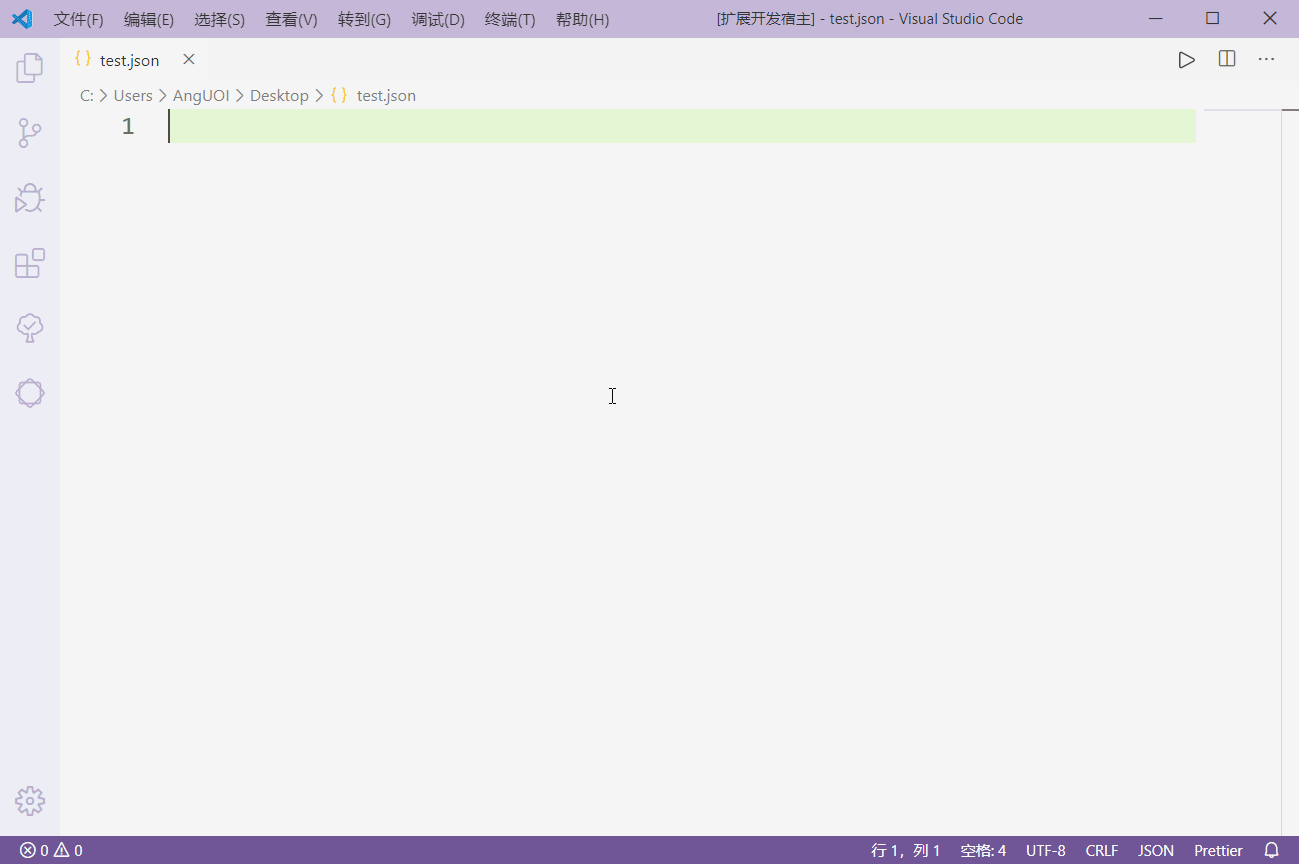 文件(F) 编辑(E) 选择(S) 查看(V) 转到(G) 调试(D) 终端(T) 帮助(H) [扩展开发宿主] - test.json - Visual Studio Code
{} test.json
C: > Users > AngUOI > Desktop > {} test.json
1
0 0 行 1，列 1 空格: 4 UTF-8 CRLF JSON Prettier